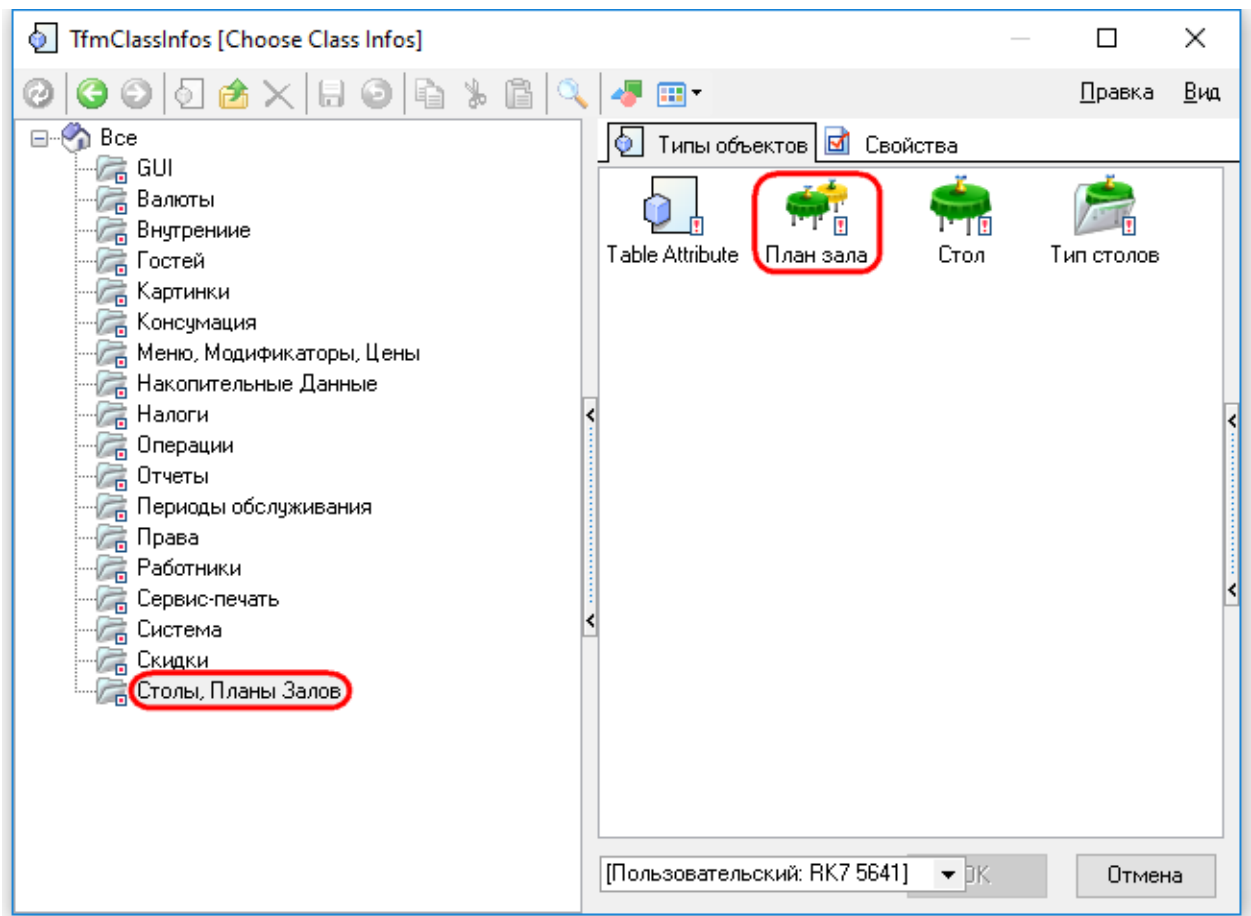 TfmClassInfos [Choose Class Infos]
Правка Вид
Все
GUI
Валюты
Внутрениие
Гостей
Картинки
Консумация
Меню, Модификаторы, Цены
Накопительные Данные
Налоги
Операции
Отчеты
Периоды обслуживания
Права
Работники
Сервис-печать
Система
Скидки
Столы, Планы Залов
Типы объектов Свойства
Table Attribute План зала Стол Тип столов
[Пользовательский: RK7 5641] OK Отмена